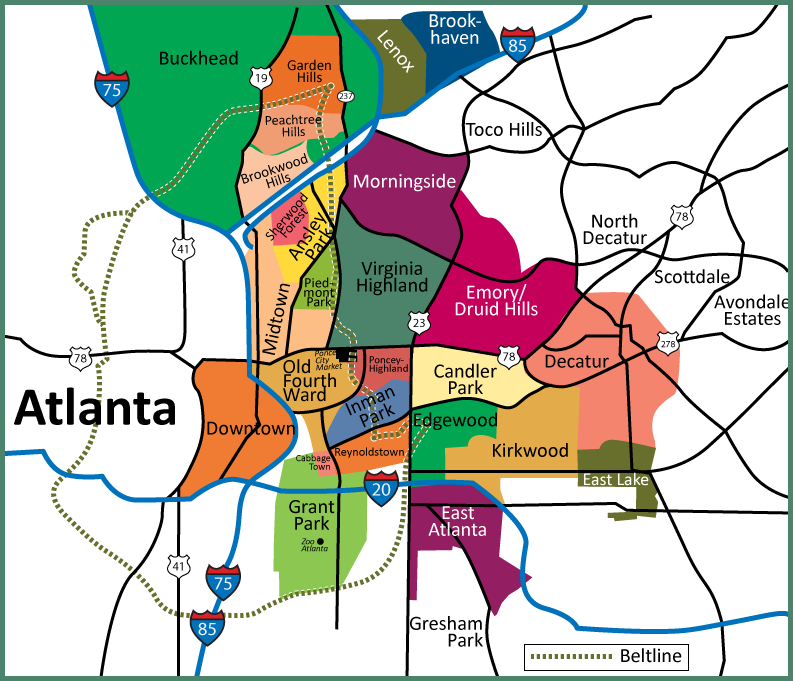 Brook-
haven
Lenox
85
Buckhead
Garden
Hills
19
75
237
Peachtree
Hills
Toco Hills
Brookwood
Hills
Morningside
Sherwood
Forest
Ansley
Park
78
North
Decatur
41
Virginia
Highland
Scottdale
Pied-
mont
Park
Emory/
Druid Hills
Avondale
Estates
Midtown
23
278
78
Ponce
City
Market
Poncey-
Highland
78
Decatur
Old
Fourth
Ward
Candler
Park
Atlanta
Inman
Park
Downtown
Edgewood
Reynoldstown
Kirkwood
Cabbage
Town
20
East Lake
Grant
Park
East
Atlanta
Zoo
Atlanta
41
75
85
Gresham
Park
Beltline